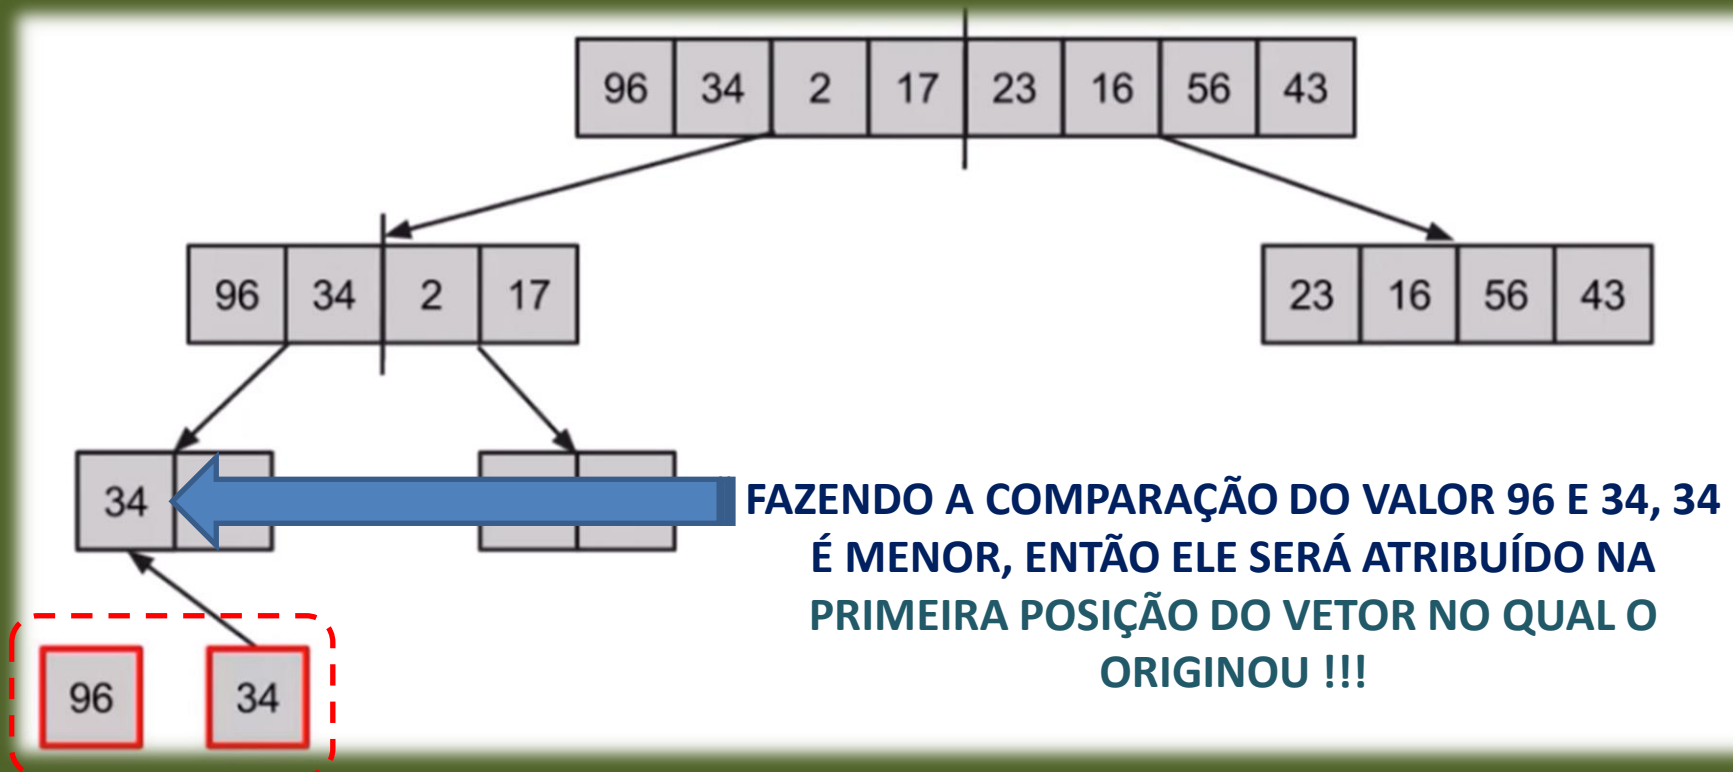 96 34 2 17 23 16 56 43
96 34 2 17
23 16 56 43
34
FAZENDO A COMPARAÇÃO DO VALOR 96 E 34, 34
É MENOR, ENTÃO ELE SERÁ ATRIBUÍDO NA
PRIMEIRA POSIÇÃO DO VETOR NO QUAL O
ORIGINOU !!!
96 34